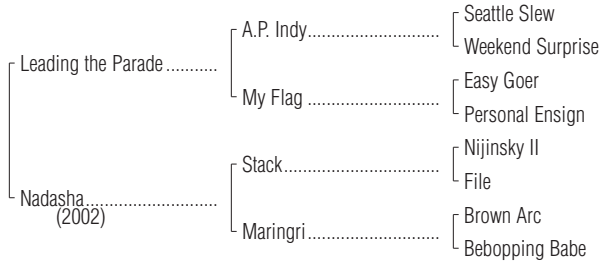 Seattle Slew
A.P. Indy
Weekend Surprise
Leading the Parade
Easy Goer
My Flag
Personal Ensign
Nijinsky II
Stack
File
Nadasha
(2002)
Brown Arc
Maringri
Bebopping Babe